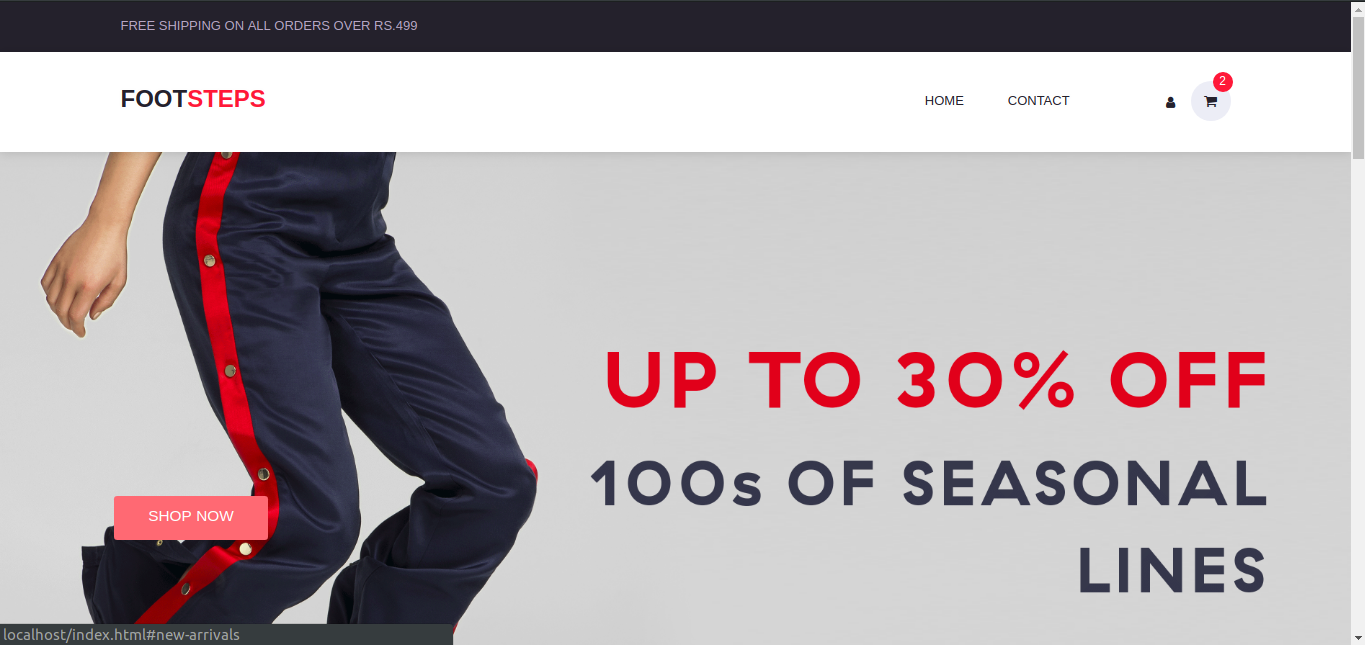 FREE SHIPPING ON ALL ORDERS OVER RS.499
FOOTSTEPS
HOME CONTACT
2
UP TO 30% OFF
100s OF SEASONAL
LINES
SHOP NOW
localhost/index.html#new-arrivals